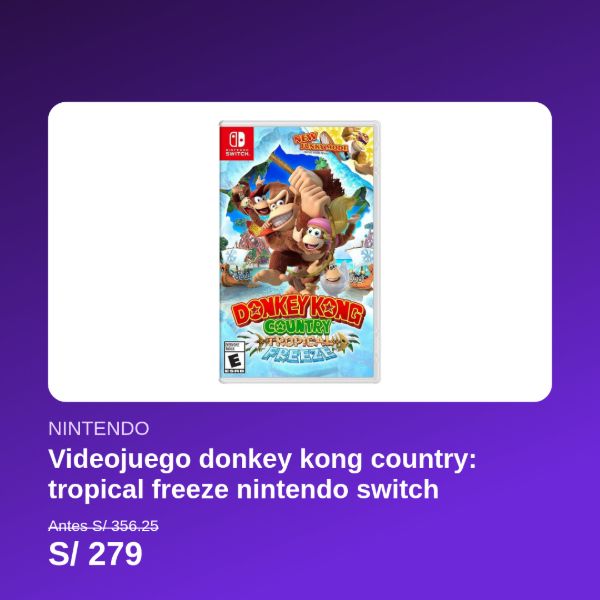 NINTENDO
SWITCH
NEW
FUNKY MODE
DONKEY KONG
COUNTRY
TROPICAL
FREEZE
E
ESRB
NINTENDO
Videojuego donkey kong country:
tropical freeze nintendo switch
Antes S/ 356.25
S/ 279